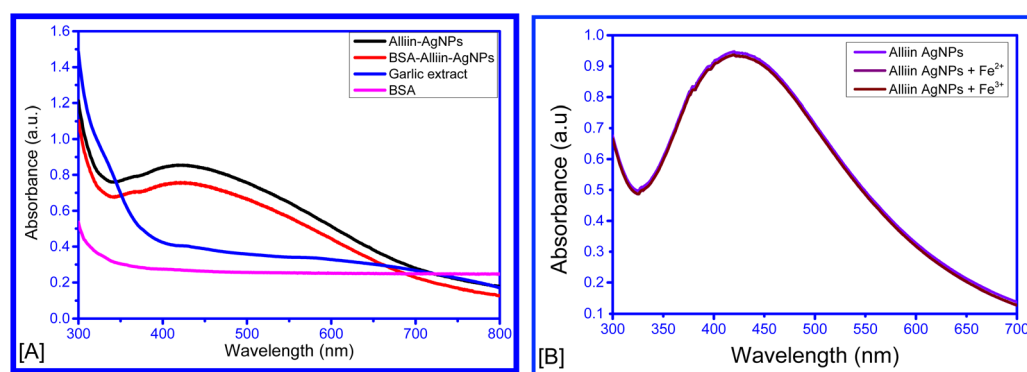 1.6
1.4
1.2
1.0
0.8
0.6
0.4
0.2
0.0
Absorbance (a.u.)
Alliin-AgNPs
BSA-Alliin-AgNPs
Garlic extract
BSA
300 400 500 600 700 800
Wavelength (nm)
[A]
1.0
0.9
0.8
0.7
0.6
0.5
0.4
0.3
0.2
0.1
Absorbance (a.u)
Alliin AgNPs
Alliin AgNPs + Fe²⁺
Alliin AgNPs + Fe³⁺
300 350 400 450 500 550 600 650 700
Wavelength (nm)
[B]